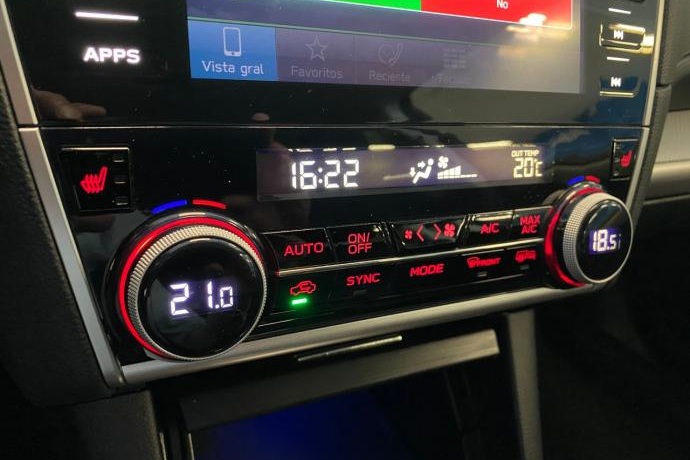 No
APPS
Vista gral
Favoritos
Reciente
16:22
OUT TEMP
20°C
AUTO
ON/
OFF
A/C
MAX
A/C
21.0
18.5
SYNC
MODE
FRONT